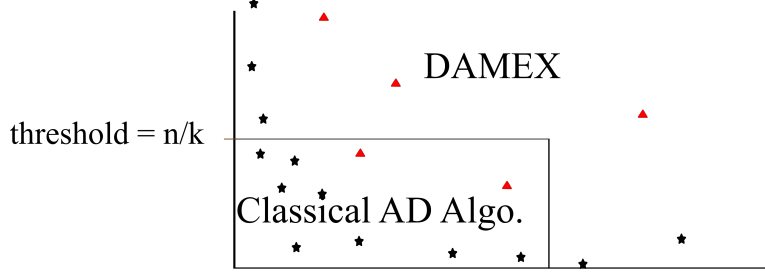 DAMEX
threshold = n/k
Classical AD Algo.